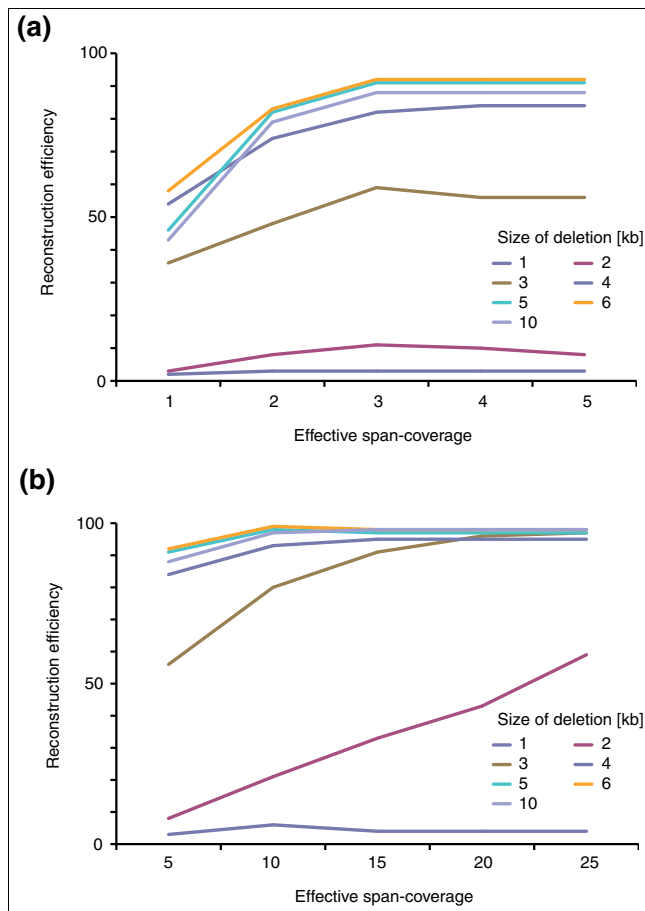 (a)
100
50
0
Reconstruction efficiency
Size of deletion [kb]
1 2
3 4
5 6
10
1 2 3 4 5
Effective span-coverage
(b)
100
50
0
Reconstruction efficiency
Size of deletion [kb]
1 2
3 4
5 6
10
5 10 15 20 25
Effective span-coverage